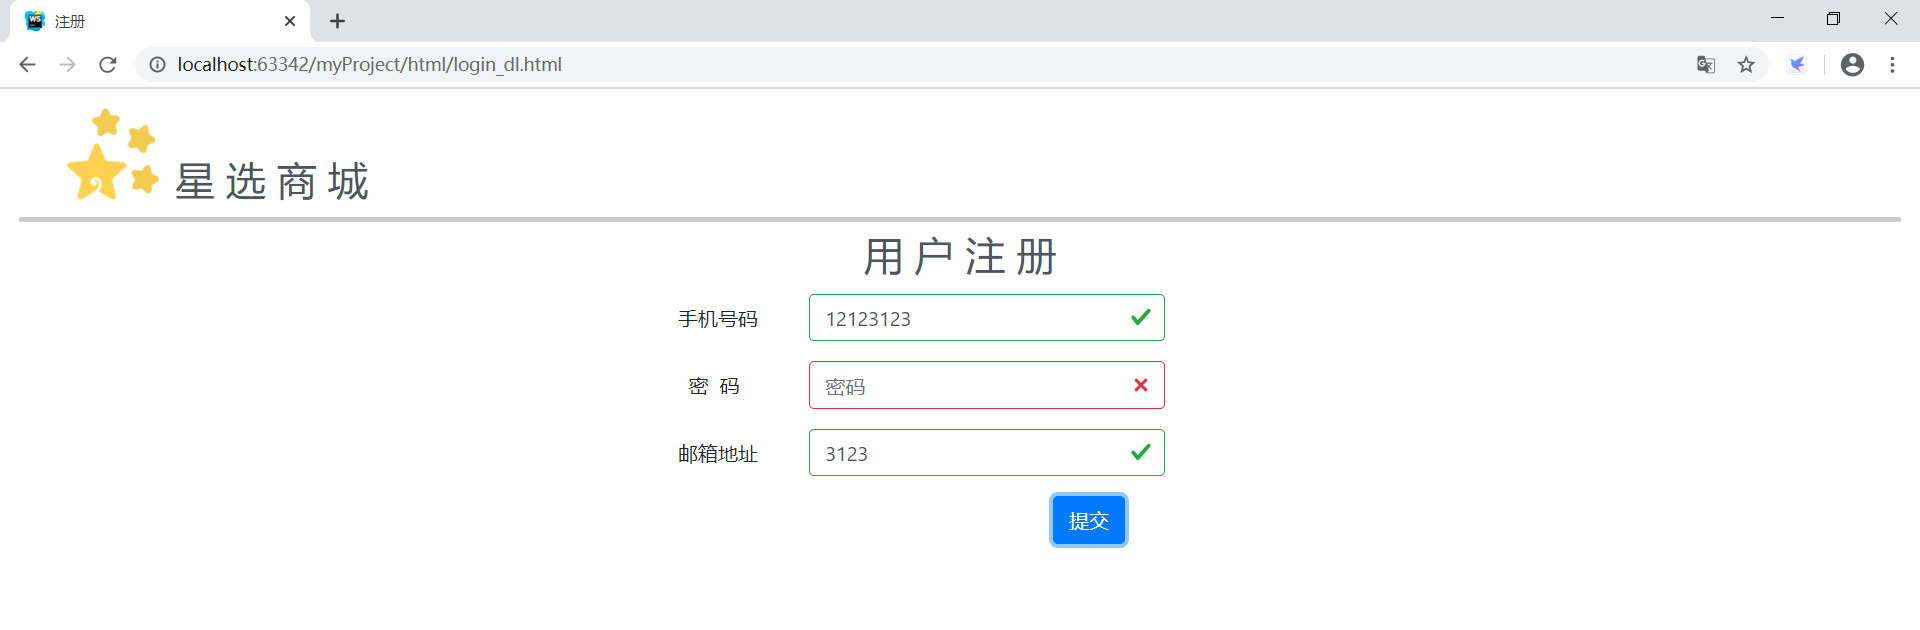 注册
localhost:63342/myProject/html/login_dl.html
星选商城
用户注册
手机号码 12123123
密 码 密码
邮箱地址 3123
提交